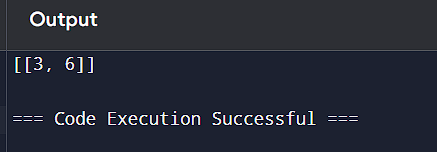 Output
[[3, 6]]
=== Code Execution Successful ===